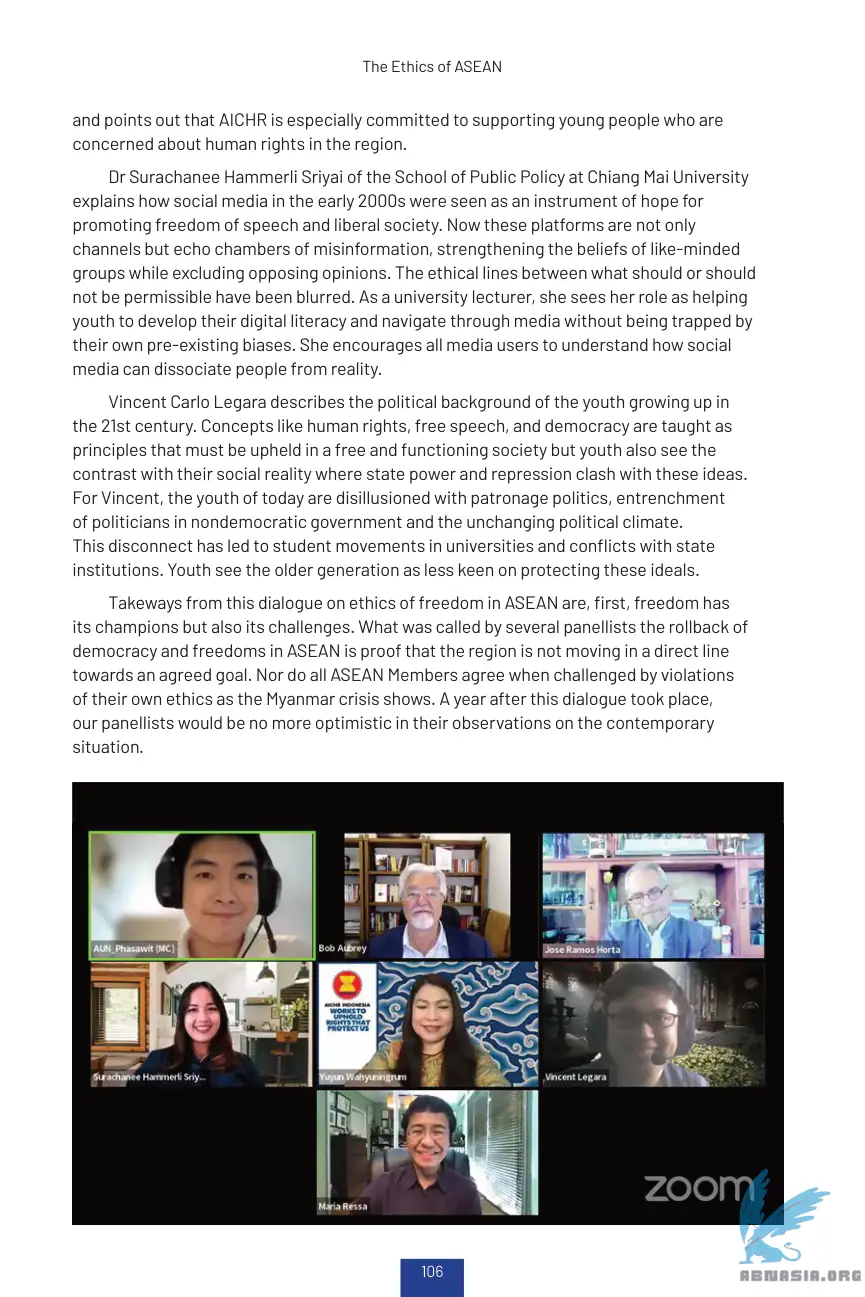 The Ethics of ASEAN
and points out that AICHR is especially committed to supporting young people who are
concerned about human rights in the region.
Dr Surachanee Hammerli Sriyai of the School of Public Policy at Chiang Mai University
explains how social media in the early 2000s were seen as an instrument of hope for
promoting freedom of speech and liberal society. Now these platforms are not only
channels but echo chambers of misinformation, strengthening the beliefs of like-minded
groups while excluding opposing opinions. The ethical lines between what should or should
not be permissible have been blurred. As a university lecturer, she sees her role as helping
youth to develop their digital literacy and navigate through media without being trapped by
their own pre-existing biases. She encourages all media users to understand how social
media can dissociate people from reality.
Vincent Carlo Legara describes the political background of the youth growing up in
the 21st century. Concepts like human rights, free speech, and democracy are taught as
principles that must be upheld in a free and functioning society but youth also see the
contrast with their social reality where state power and repression clash with these ideas.
For Vincent, the youth of today are disillusioned with patronage politics, entrenchment
of politicians in nondemocratic government and the unchanging political climate.
This disconnect has led to student movements in universities and conflicts with state
institutions. Youth see the older generation as less keen on protecting these ideals.
Takeways from this dialogue on ethics of freedom in ASEAN are, first, freedom has
its champions but also its challenges. What was called by several panellists the rollback of
democracy and freedoms in ASEAN is proof that the region is not moving in a direct line
towards an agreed goal. Nor do all ASEAN Members agree when challenged by violations
of their own ethics as the Myanmar crisis shows. A year after this dialogue took place,
our panellists would be no more optimistic in their observations on the contemporary
situation.
AUN_Phasawit (MC)
Bob Aubrey
Jose Ramos Horta
AICHR INDONESIA
WORKS TO
UPHOLD
RIGHTS THAT
PROTECT US
Surachanee Hammerli Sriy...
Yuyun Wahyuningrum
Vincent Legara
Maria Ressa
zoom
106
ABMASIA.ORG